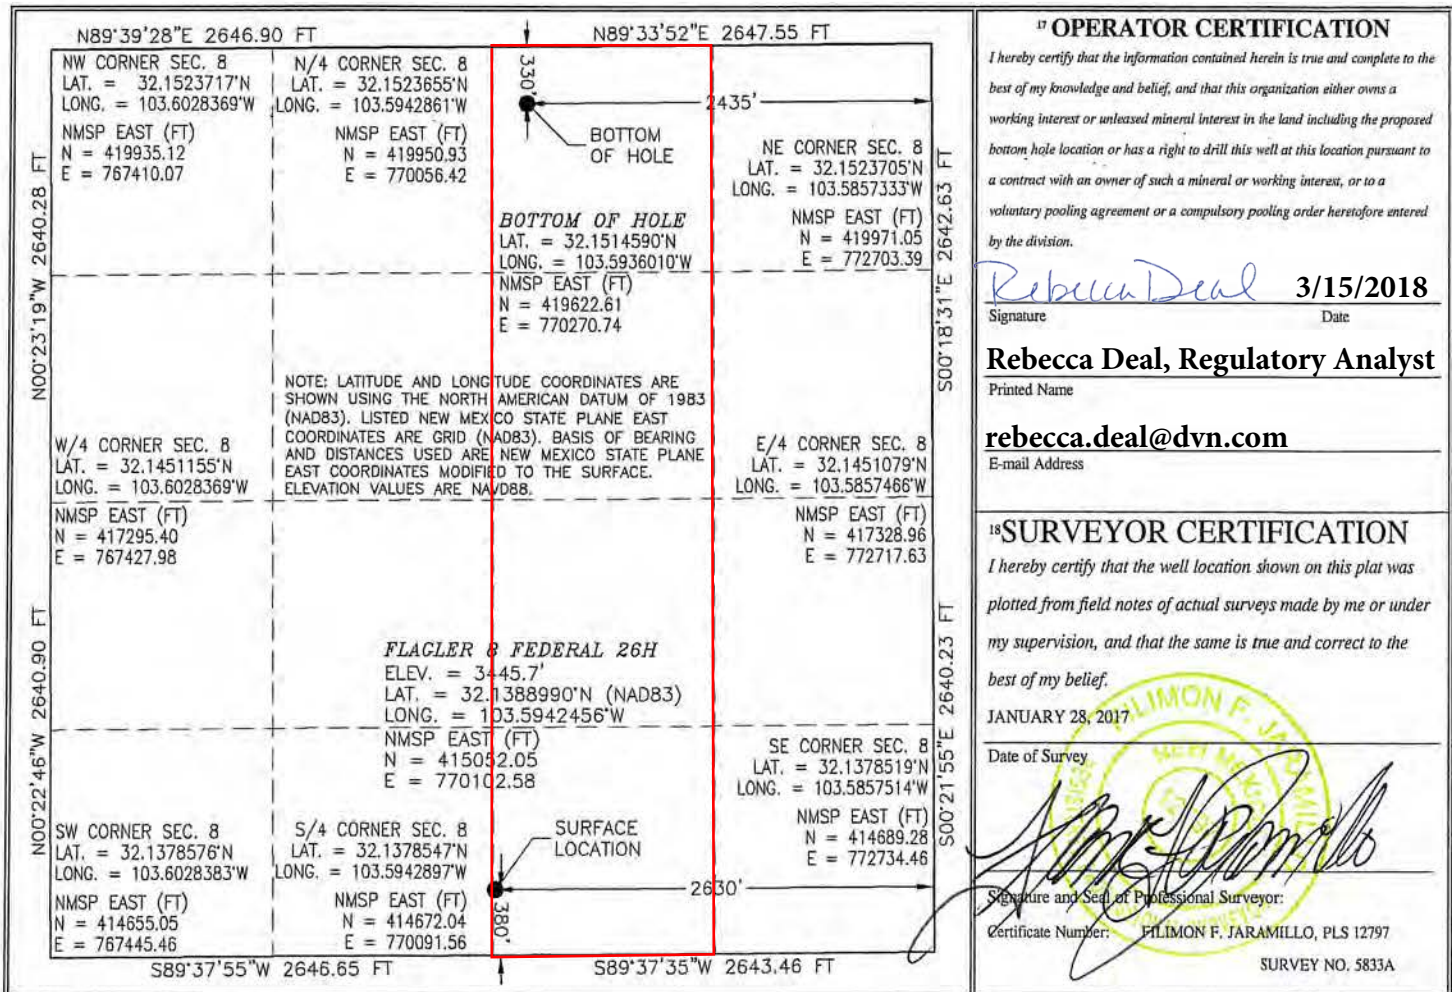 N89°39'28"E 2646.90 FT
N89°33'52"E 2647.55 FT
NW CORNER SEC. 8
LAT. = 32.1523717'N
LONG. = 103.6028369'W
NMSP EAST (FT)
N = 419935.12
E = 767410.07
N/4 CORNER SEC. 8
LAT. = 32.1523655'N
LONG. = 103.5942861'W
NMSP EAST (FT)
N = 419950.93
E = 770056.42
330'
2435'
BOTTOM
OF HOLE
NE CORNER SEC. 8
LAT. = 32.1523705'N
LONG. = 103.5857333'W
NMSP EAST (FT)
N = 419971.05
E = 772703.39
BOTTOM OF HOLE
LAT. = 32.1514590'N
LONG. = 103.5936010'W
NMSP EAST (FT)
N = 419622.61
E = 770270.74
N00°23'19"W 2640.28 FT
S00°18'31"E 2642.63 FT
NOTE: LATITUDE AND LONGITUDE COORDINATES ARE
SHOWN USING THE NORTH AMERICAN DATUM OF 1983
(NAD83). LISTED NEW MEXICO STATE PLANE EAST
COORDINATES ARE GRID (NAD83). BASIS OF BEARING
AND DISTANCES USED ARE NEW MEXICO STATE PLANE
EAST COORDINATES MODIFIED TO THE SURFACE.
ELEVATION VALUES ARE NAVD88.
W/4 CORNER SEC. 8
LAT. = 32.1451155'N
LONG. = 103.6028369'W
NMSP EAST (FT)
N = 417295.40
E = 767427.98
E/4 CORNER SEC. 8
LAT. = 32.1451079'N
LONG. = 103.5857466'W
NMSP EAST (FT)
N = 417328.96
E = 772717.63
FLAGLER 8 FEDERAL 26H
ELEV. = 3445.7'
LAT. = 32.1388990'N (NAD83)
LONG. = 103.5942456'W
NMSP EAST (FT)
N = 415052.05
E = 770102.58
N00°22'46"W 2640.90 FT
S00°21'55"E 2640.23 FT
SW CORNER SEC. 8
LAT. = 32.1378576'N
LONG. = 103.6028383'W
NMSP EAST (FT)
N = 414655.05
E = 767445.46
S/4 CORNER SEC. 8
LAT. = 32.1378547'N
LONG. = 103.5942897'W
NMSP EAST (FT)
N = 414672.04
E = 770091.56
SURFACE
LOCATION
2630'
380'
SE CORNER SEC. 8
LAT. = 32.1378519'N
LONG. = 103.5857514'W
NMSP EAST (FT)
N = 414689.28
E = 772734.46
S89°37'55"W 2646.65 FT
S89°37'35"W 2643.46 FT
17 OPERATOR CERTIFICATION
I hereby certify that the information contained herein is true and complete to the
best of my knowledge and belief, and that this organization either owns a
working interest or unleased mineral interest in the land including the proposed
bottom hole location or has a right to drill this well at this location pursuant to
a contract with an owner of such a mineral or working interest, or to a
voluntary pooling agreement or a compulsory pooling order heretofore entered
by the division.
Rebecca Deal 3/15/2018
Signature Date
Rebecca Deal, Regulatory Analyst
Printed Name
rebecca.deal@dvn.com
E-mail Address
18 SURVEYOR CERTIFICATION
I hereby certify that the well location shown on this plat was
plotted from field notes of actual surveys made by me or under
my supervision, and that the same is true and correct to the
best of my belief.
JANUARY 28, 2017
Date of Survey
FILIMON F. JARAMILLO
NEW MEXICO
Signature and Seal of Professional Surveyor:
Certificate Number: FILIMON F. JARAMILLO, PLS 12797
SURVEY NO. 5833A